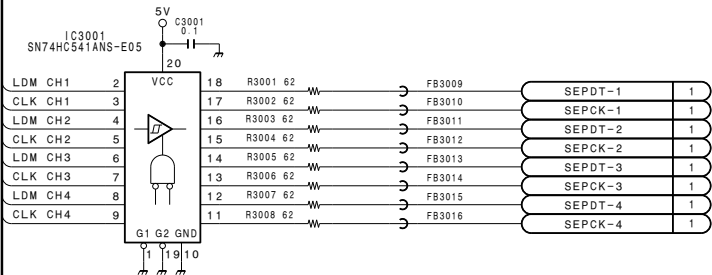 5V
C3001
0.1
IC3001
SN74HC541ANS-E05
20
VCC
LDM CH1 2 18 R3001 62 FB3009 SEPDT-1 1
CLK CH1 3 17 R3002 62 FB3010 SEPCK-1 1
LDM CH2 4 16 R3003 62 FB3011 SEPDT-2 1
CLK CH2 5 15 R3004 62 FB3012 SEPCK-2 1
LDM CH3 6 14 R3005 62 FB3013 SEPDT-3 1
CLK CH3 7 13 R3006 62 FB3014 SEPCK-3 1
LDM CH4 8 12 R3007 62 FB3015 SEPDT-4 1
CLK CH4 9 11 R3008 62 FB3016 SEPCK-4 1
G1 G2 GND
1 19 10